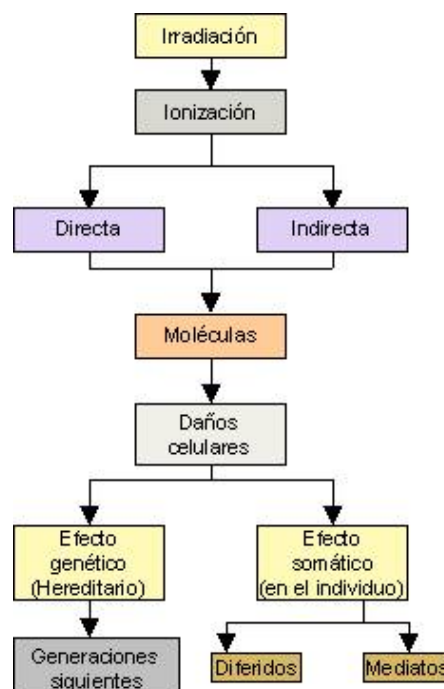 Irradiación
Ionización
Directa
Indirecta
Moléculas
Daños
celulares
Efecto
genético
(Hereditario)
Efecto
somático
(en el individuo)
Generaciones
siguientes
Diferidos
Mediatos